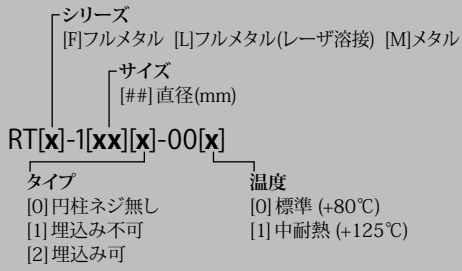 シリーズ
[F]フルメタル [L]フルメタル(レーザ溶接) [M]メタル
サイズ
[##] 直径(mm)
RT[x]-1[xx][x]-00[x]
タイプ
[0] 円柱ネジ無し
[1] 埋込み不可
[2] 埋込み可
温度
[0] 標準 (+80℃)
[1] 中耐熱 (+125℃)